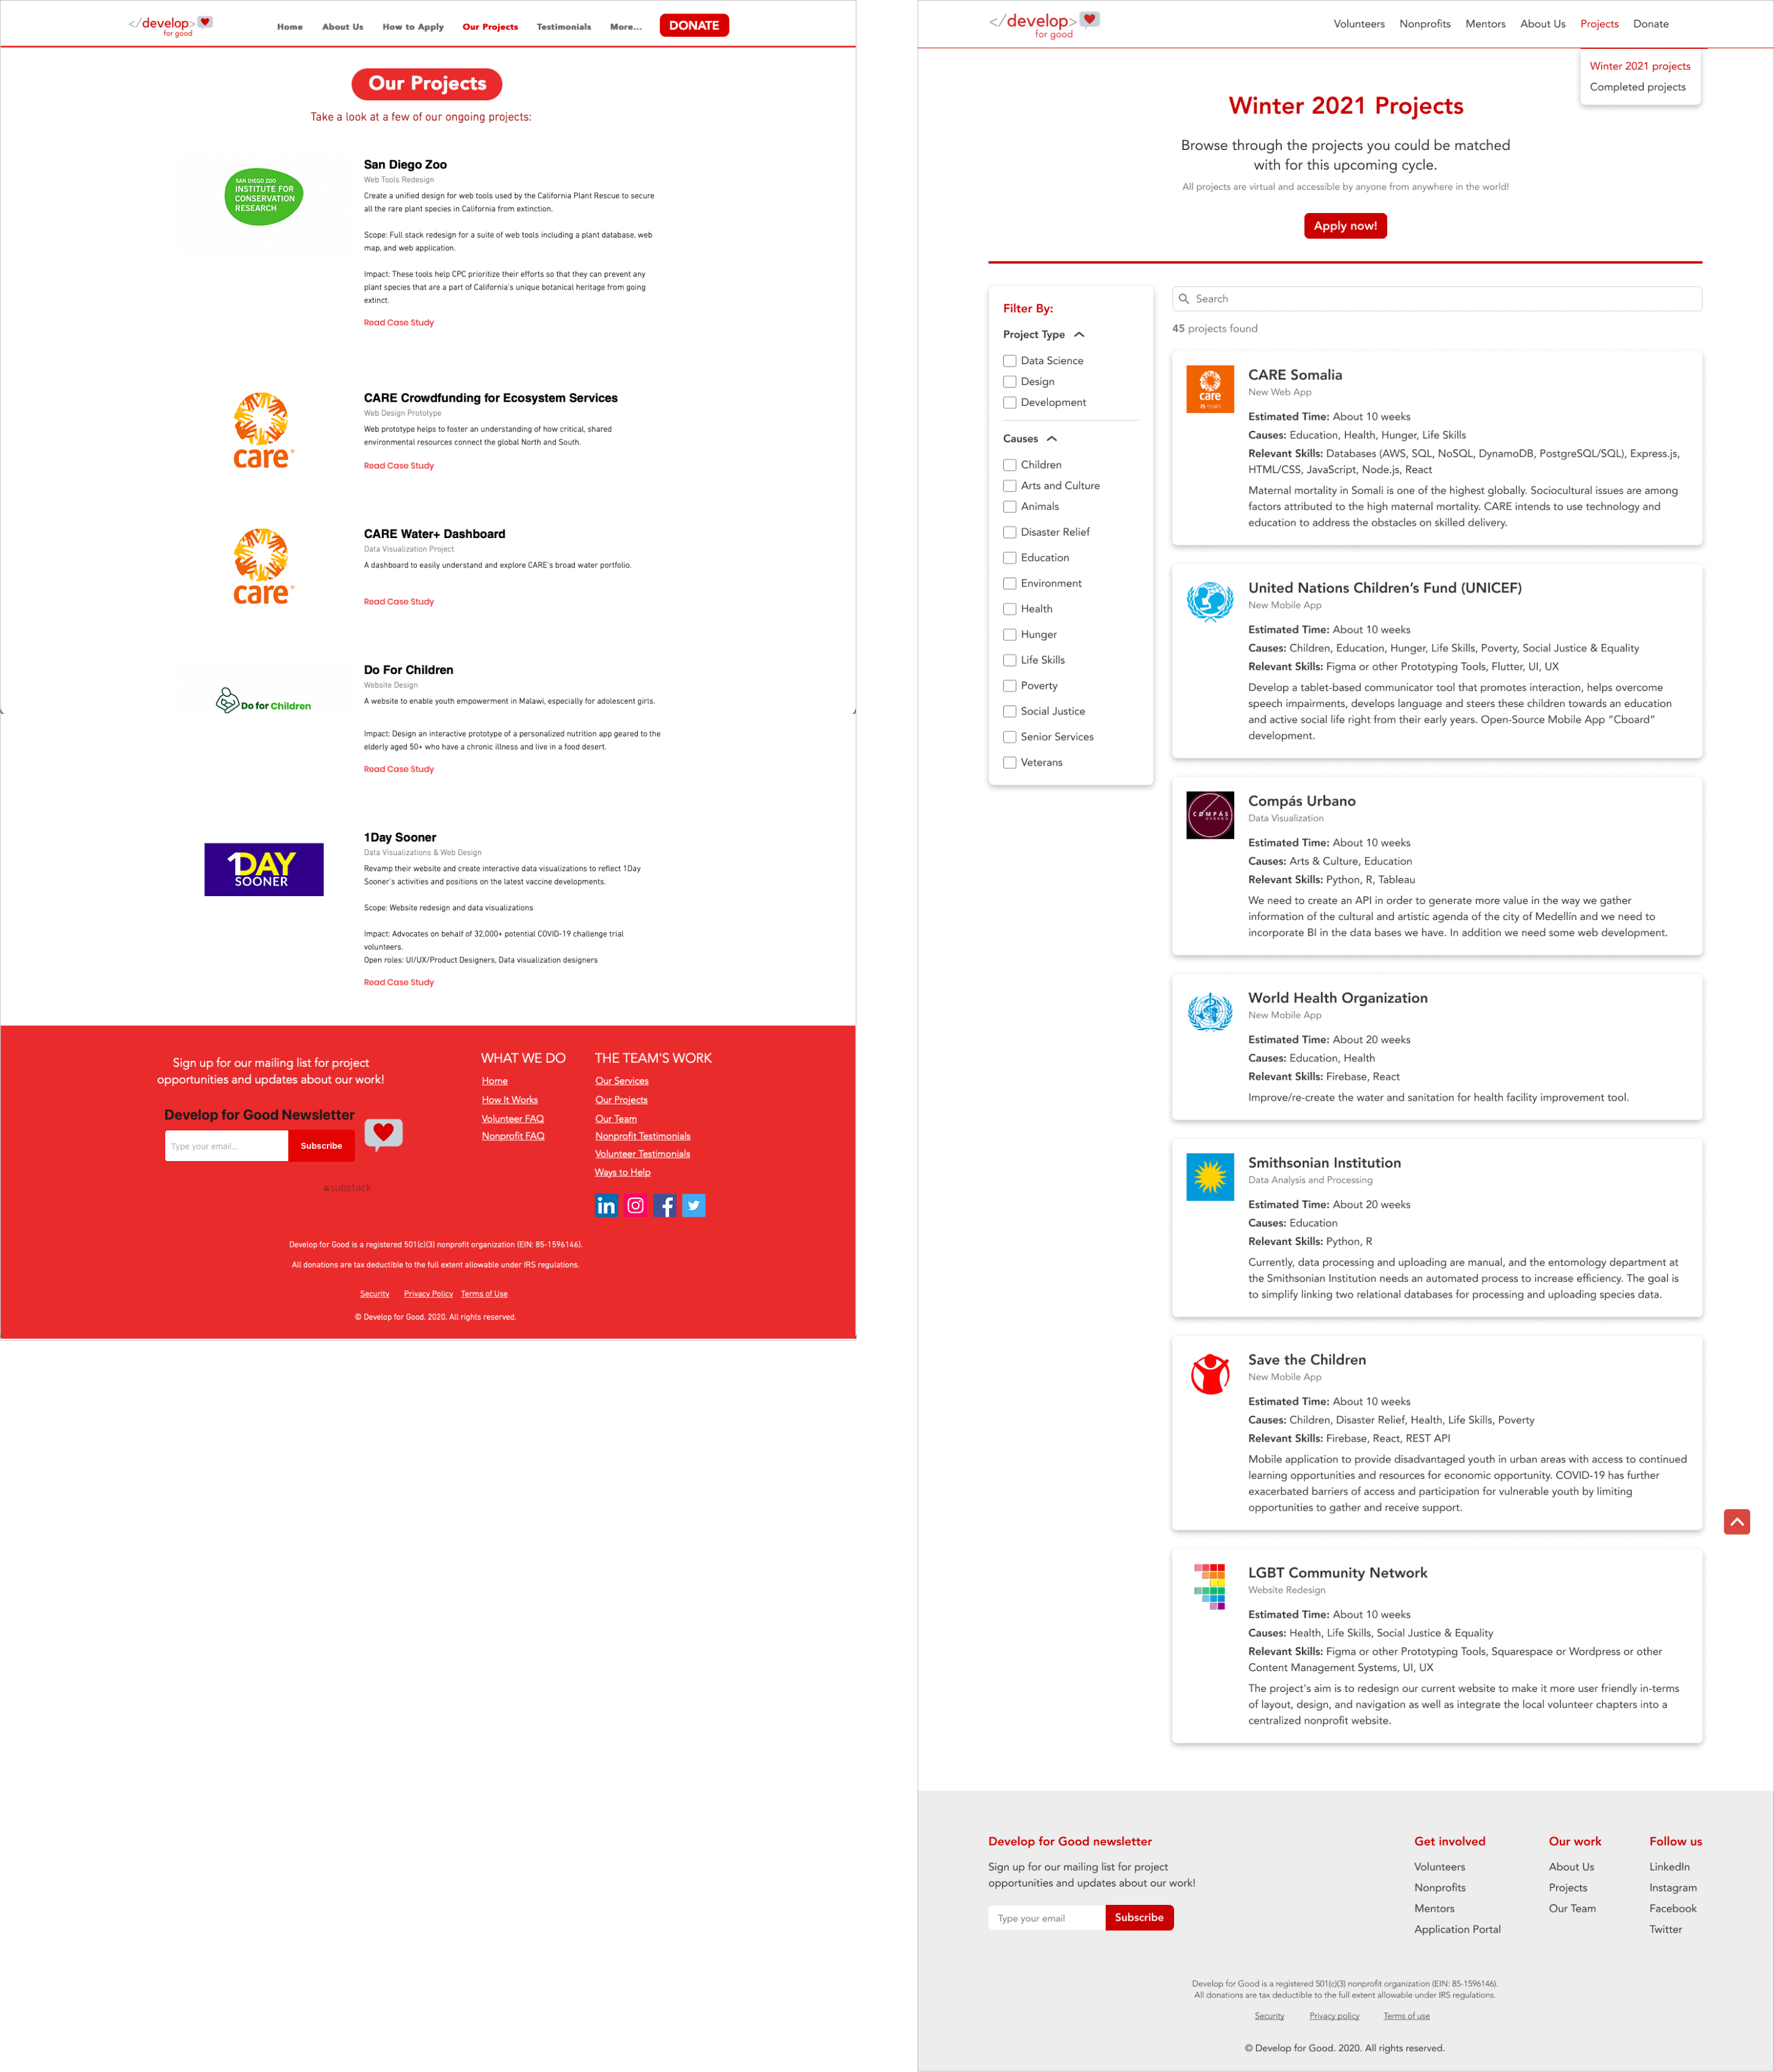 </develop>
for good
Home
About Us
How to Apply
Our Projects
Testimonials
More...
DONATE
Our Projects
Take a look at a few of our ongoing projects:
SAN DIEGO ZOO
INSTITUTE FOR
CONSERVATION
RESEARCH
San Diego Zoo
Web Tools Redesign
Create a unified design for web tools used by the California Plant Rescue to secure
all the rare plant species in California from extinction.
Scope: Full stack redesign for a suite of web tools including a plant database, web
map, and web application.
Impact: These tools help CPC prioritize their efforts so that they can prevent any
plant species that are a part of California's unique botanical heritage from going
extinct.
Read Case Study
care
CARE Crowdfunding for Ecosystem Services
Web Design Prototype
Web prototype helps to foster an understanding of how critical, shared
environmental resources connect the global North and South.
Read Case Study
care
CARE Water+ Dashboard
Data Visualization Project
A dashboard to easily understand and explore CARE's broad water portfolio.
Read Case Study
Do for Children
Do For Children
Website Design
A website to enable youth empowerment in Malawi, especially for adolescent girls.
Impact: Design an interactive prototype of a personalized nutrition app geared to the
elderly aged 50+ who have a chronic illness and live in a food desert.
Read Case Study
1DAY
SOONER
1Day Sooner
Data Visualizations & Web Design
Revamp their website and create interactive data visualizations to reflect 1Day
Sooner's activities and positions on the latest vaccine developments.
Scope: Website redesign and data visualizations
Impact: Advocates on behalf of 32,000+ potential COVID-19 challenge trial
volunteers.
Open roles: UI/UX/Product Designers, Data visualization designers
Read Case Study
Sign up for our mailing list for project
opportunities and updates about our work!
Develop for Good Newsletter
Type your email...
Subscribe
substack
WHAT WE DO
Home
How It Works
Volunteer FAQ
Nonprofit FAQ
THE TEAM'S WORK
Our Services
Our Projects
Our Team
Nonprofit Testimonials
Volunteer Testimonials
Ways to Help
Develop for Good is a registered 501(c)(3) nonprofit organization (EIN: 85-1596146).
All donations are tax deductible to the full extent allowable under IRS regulations.
Security
Privacy Policy
Terms of Use
© Develop for Good. 2020. All rights reserved.
</develop>
for good
Volunteers
Nonprofits
Mentors
About Us
Projects
Donate
Winter 2021 projects
Completed projects
Winter 2021 Projects
Browse through the projects you could be matched
with for this upcoming cycle.
All projects are virtual and accessible by anyone from anywhere in the world!
Apply now!
Filter By:
Project Type
Data Science
Design
Development
Causes
Children
Arts and Culture
Animals
Disaster Relief
Education
Environment
Health
Hunger
Life Skills
Poverty
Social Justice
Senior Services
Veterans
Search
45 projects found
care
75 YEARS
CARE Somalia
New Web App
Estimated Time: About 10 weeks
Causes: Education, Health, Hunger, Life Skills
Relevant Skills: Databases (AWS, SQL, NoSQL, DynamoDB, PostgreSQL/SQL), Express.js,
HTML/CSS, JavaScript, Node.js, React
Maternal mortality in Somali is one of the highest globally. Sociocultural issues are among
factors attributed to the high maternal mortality. CARE intends to use technology and
education to address the obstacles on skilled delivery.
United Nations Children’s Fund (UNICEF)
New Mobile App
Estimated Time: About 10 weeks
Causes: Children, Education, Hunger, Life Skills, Poverty, Social Justice & Equality
Relevant Skills: Figma or other Prototyping Tools, Flutter, UI, UX
Develop a tablet-based communicator tool that promotes interaction, helps overcome
speech impairments, develops language and steers these children towards an education
and active social life right from their early years. Open-Source Mobile App “Cboard”
development.
COMPÁS
URBANO
Compás Urbano
Data Visualization
Estimated Time: About 10 weeks
Causes: Arts & Culture, Education
Relevant Skills: Python, R, Tableau
We need to create an API in order to generate more value in the way we gather
information of the cultural and artistic agenda of the city of Medellín and we need to
incorporate BI in the data bases we have. In addition we need some web development.
World Health Organization
New Mobile App
Estimated Time: About 20 weeks
Causes: Education, Health
Relevant Skills: Firebase, React
Improve/re-create the water and sanitation for health facility improvement tool.
Smithsonian Institution
Data Analysis and Processing
Estimated Time: About 20 weeks
Causes: Education
Relevant Skills: Python, R
Currently, data processing and uploading are manual, and the entomology department at
the Smithsonian Institution needs an automated process to increase efficiency. The goal is
to simplify linking two relational databases for processing and uploading species data.
Save the Children
New Mobile App
Estimated Time: About 10 weeks
Causes: Children, Disaster Relief, Health, Life Skills, Poverty
Relevant Skills: Firebase, React, REST API
Mobile application to provide disadvantaged youth in urban areas with access to continued
learning opportunities and resources for economic opportunity. COVID-19 has further
exacerbated barriers of access and participation for vulnerable youth by limiting
opportunities to gather and receive support.
LGBT Community Network
Website Redesign
Estimated Time: About 10 weeks
Causes: Health, Life Skills, Social Justice & Equality
Relevant Skills: Figma or other Prototyping Tools, Squarespace or Wordpress or other
Content Management Systems, UI, UX
The project's aim is to redesign our current website to make it more user friendly in-terms
of layout, design, and navigation as well as integrate the local volunteer chapters into a
centralized nonprofit website.
Develop for Good newsletter
Sign up for our mailing list for project
opportunities and updates about our work!
Type your email
Subscribe
Get involved
Volunteers
Nonprofits
Mentors
Application Portal
Our work
About Us
Projects
Our Team
Follow us
LinkedIn
Instagram
Facebook
Twitter
Develop for Good is a registered 501(c)(3) nonprofit organization (EIN: 85-1596146).
All donations are tax deductible to the full extent allowable under IRS regulations.
Security
Privacy policy
Terms of use
© Develop for Good. 2020. All rights reserved.